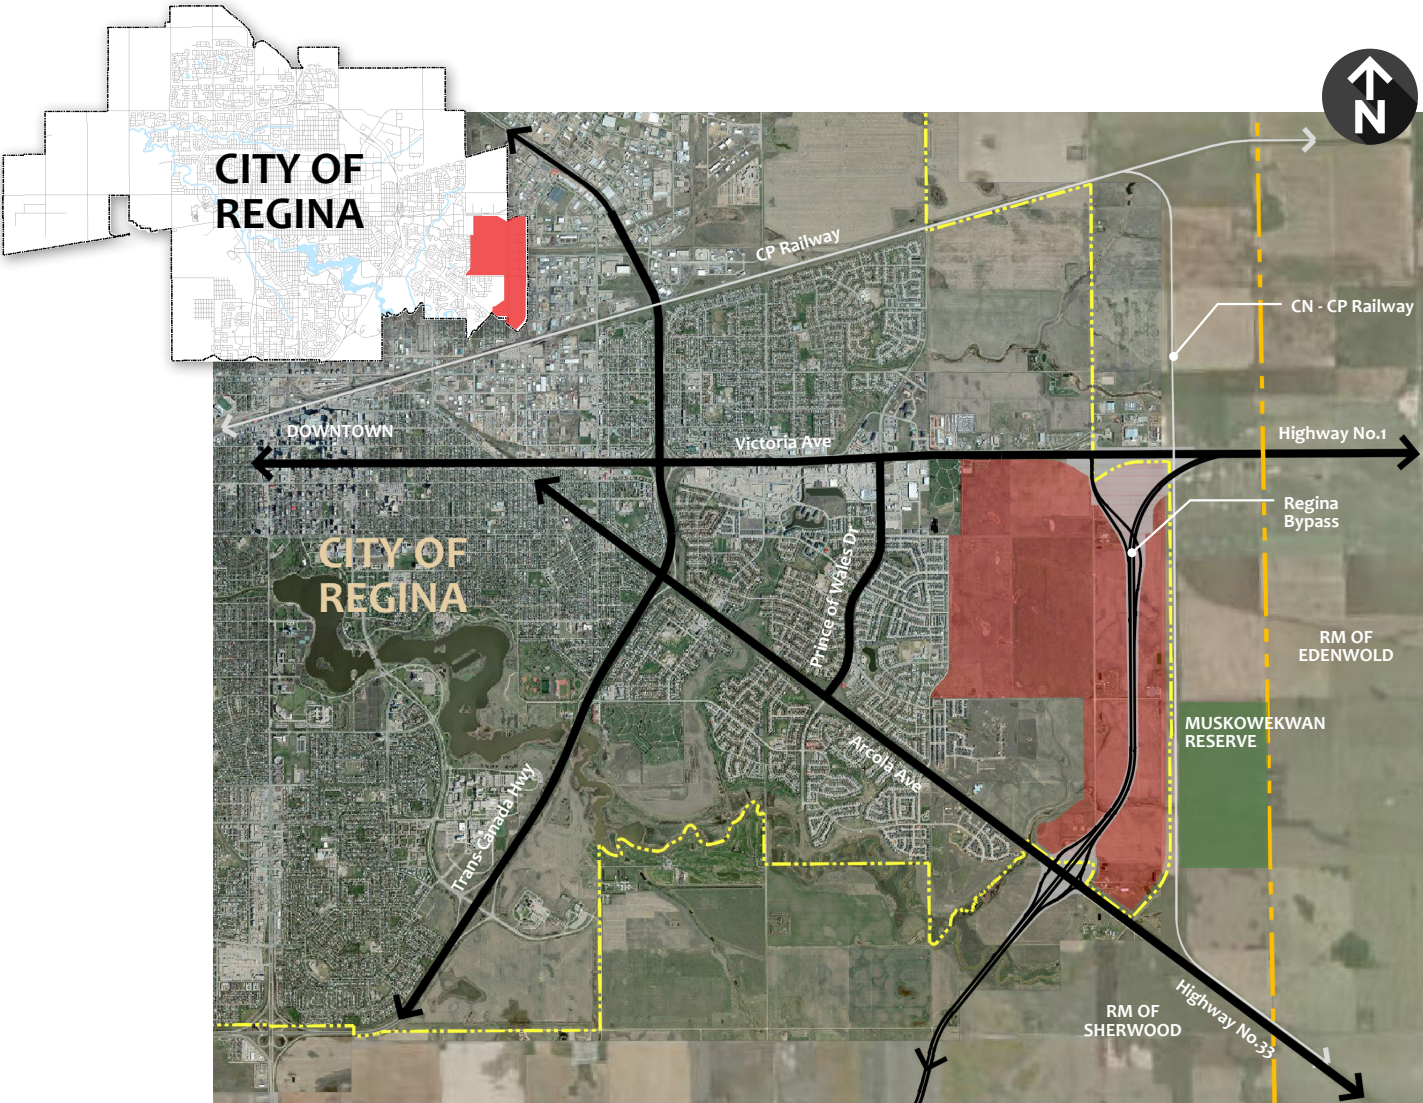 CITY OF
REGINA
N
CP Railway
CN - CP Railway
DOWNTOWN
Victoria Ave
Highway No.1
Regina
Bypass
CITY OF
REGINA
Prince of Wales Dr
RM OF
EDENWOLD
MUSKOWEKWAN
RESERVE
Arcola Ave
Trans-Canada Hwy
RM OF
SHERWOOD
Highway No.33